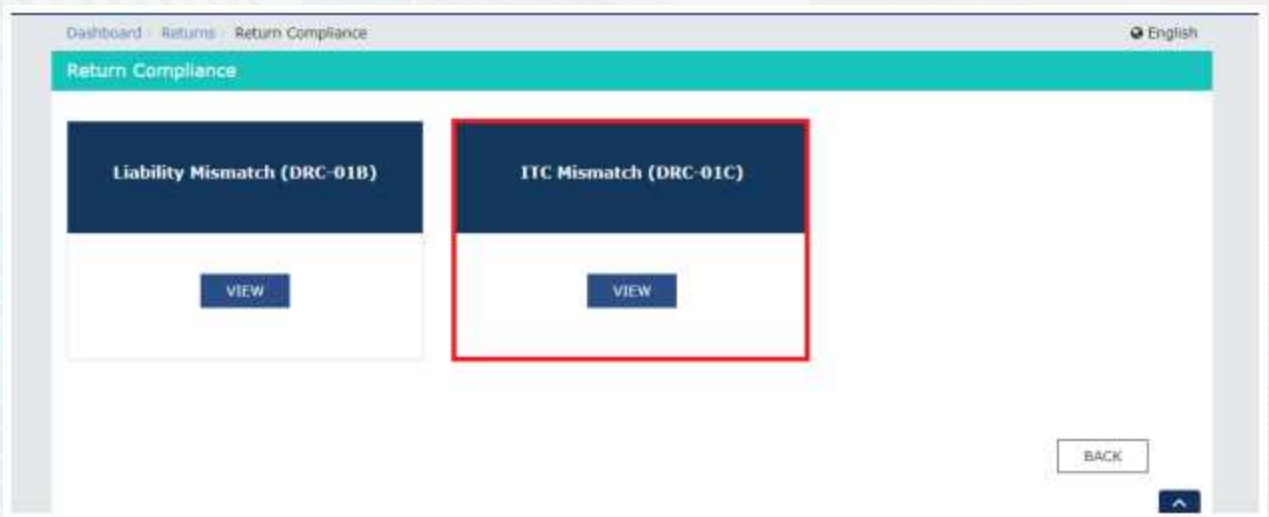 Dashboard Returns Return Compliance
English
Return Compliance
Liability Mismatch (DRC-01B)
ITC Mismatch (DRC-01C)
VIEW
VIEW
BACK